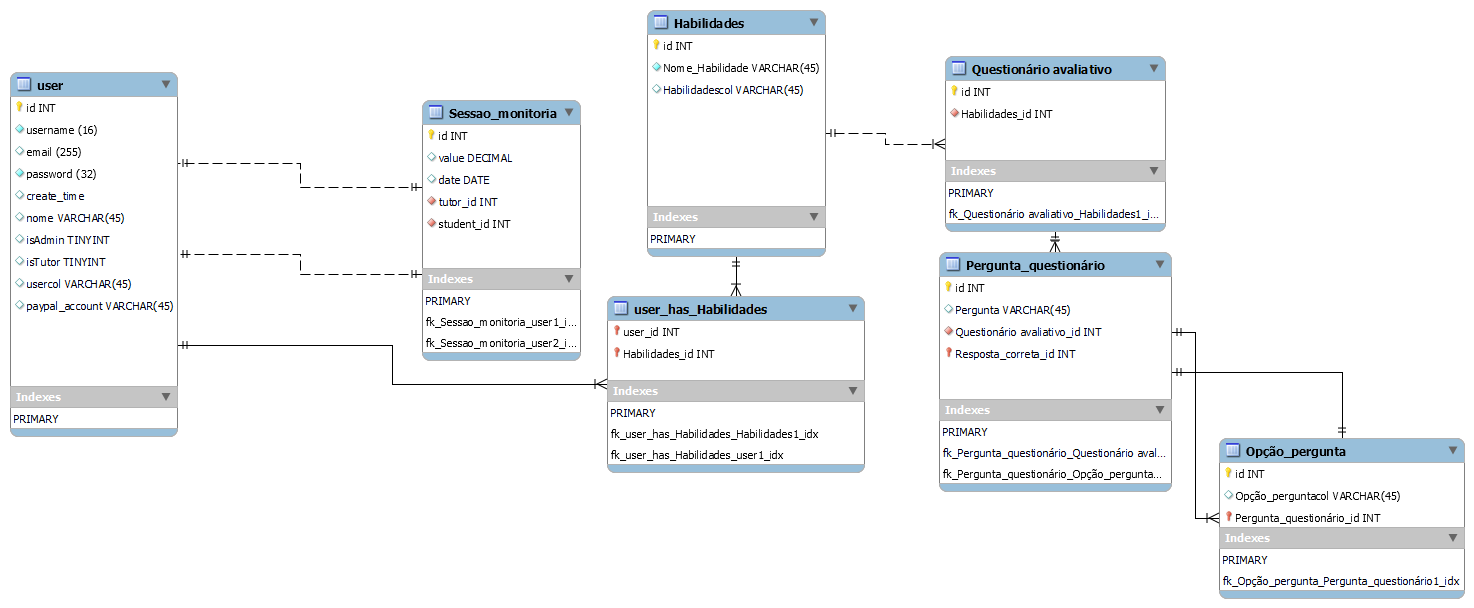 user
id INT
username (16)
email (255)
password (32)
create_time
nome VARCHAR(45)
isAdmin TINYINT
isTutor TINYINT
usercol VARCHAR(45)
paypal_account VARCHAR(45)
Indexes
PRIMARY
Sessao_monitoria
id INT
value DECIMAL
date DATE
tutor_id INT
student_id INT
Indexes
PRIMARY
fk_Sessao_monitoria_user1_i...
fk_Sessao_monitoria_user2_i...
Habilidades
id INT
Nome_Habilidade VARCHAR(45)
Habilidadescol VARCHAR(45)
Indexes
PRIMARY
user_has_Habilidades
user_id INT
Habilidades_id INT
Indexes
PRIMARY
fk_user_has_Habilidades_Habilidades1_idx
fk_user_has_Habilidades_user1_idx
Questionário avaliativo
id INT
Habilidades_id INT
Indexes
PRIMARY
fk_Questionário avaliativo_Habilidades1_i...
Pergunta_questionário
id INT
Pergunta VARCHAR(45)
Questionário avaliativo_id INT
Resposta_correta_id INT
Indexes
PRIMARY
fk_Pergunta_questionário_Questionário aval...
fk_Pergunta_questionário_Opção_pergunta...
Opção_pergunta
id INT
Opção_perguntacol VARCHAR(45)
Pergunta_questionário_id INT
Indexes
PRIMARY
fk_Opção_pergunta_Pergunta_questionário1_idx